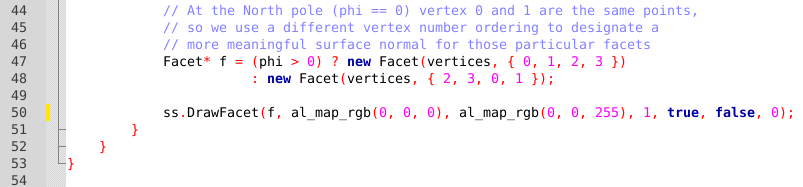 44            // At the North pole (phi == 0) vertex 0 and 1 are the same points,
45            // so we use a different vertex number ordering to designate a
46            // more meaningful surface normal for those particular facets
47            Facet* f = (phi > 0) ? new Facet(vertices, { 0, 1, 2, 3 })
48                       : new Facet(vertices, { 2, 3, 0, 1 });
49
50            ss.DrawFacet(f, al_map_rgb(0, 0, 0), al_map_rgb(0, 0, 255), 1, true, false, 0);
51        }
52    }
53 }
54